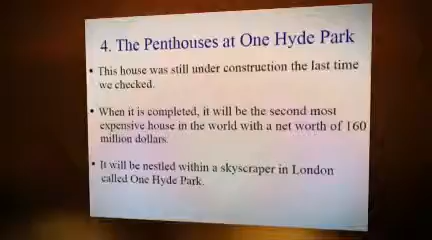 4. The Penthouses at One Hyde Park
• This house was still under construction the last time
we checked.
• When it is completed, it will be the second most
expensive house in the world with a net worth of 160
million dollars.
• It will be nestled within a skyscraper in London
called One Hyde Park.